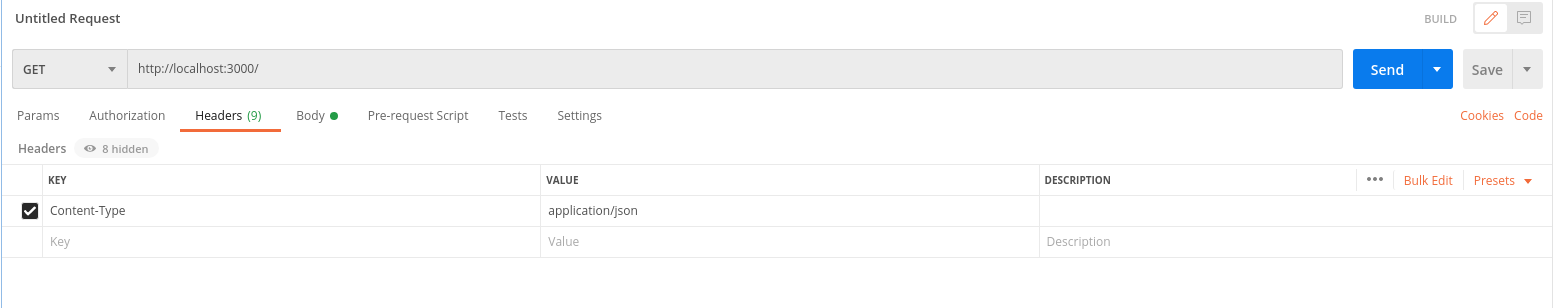 Untitled Request
BUILD
GET http://localhost:3000/ Send Save
Params Authorization Headers (9) Body Pre-request Script Tests Settings Cookies Code
Headers 8 hidden
KEY VALUE DESCRIPTION Bulk Edit Presets
Content-Type application/json
Key Value Description